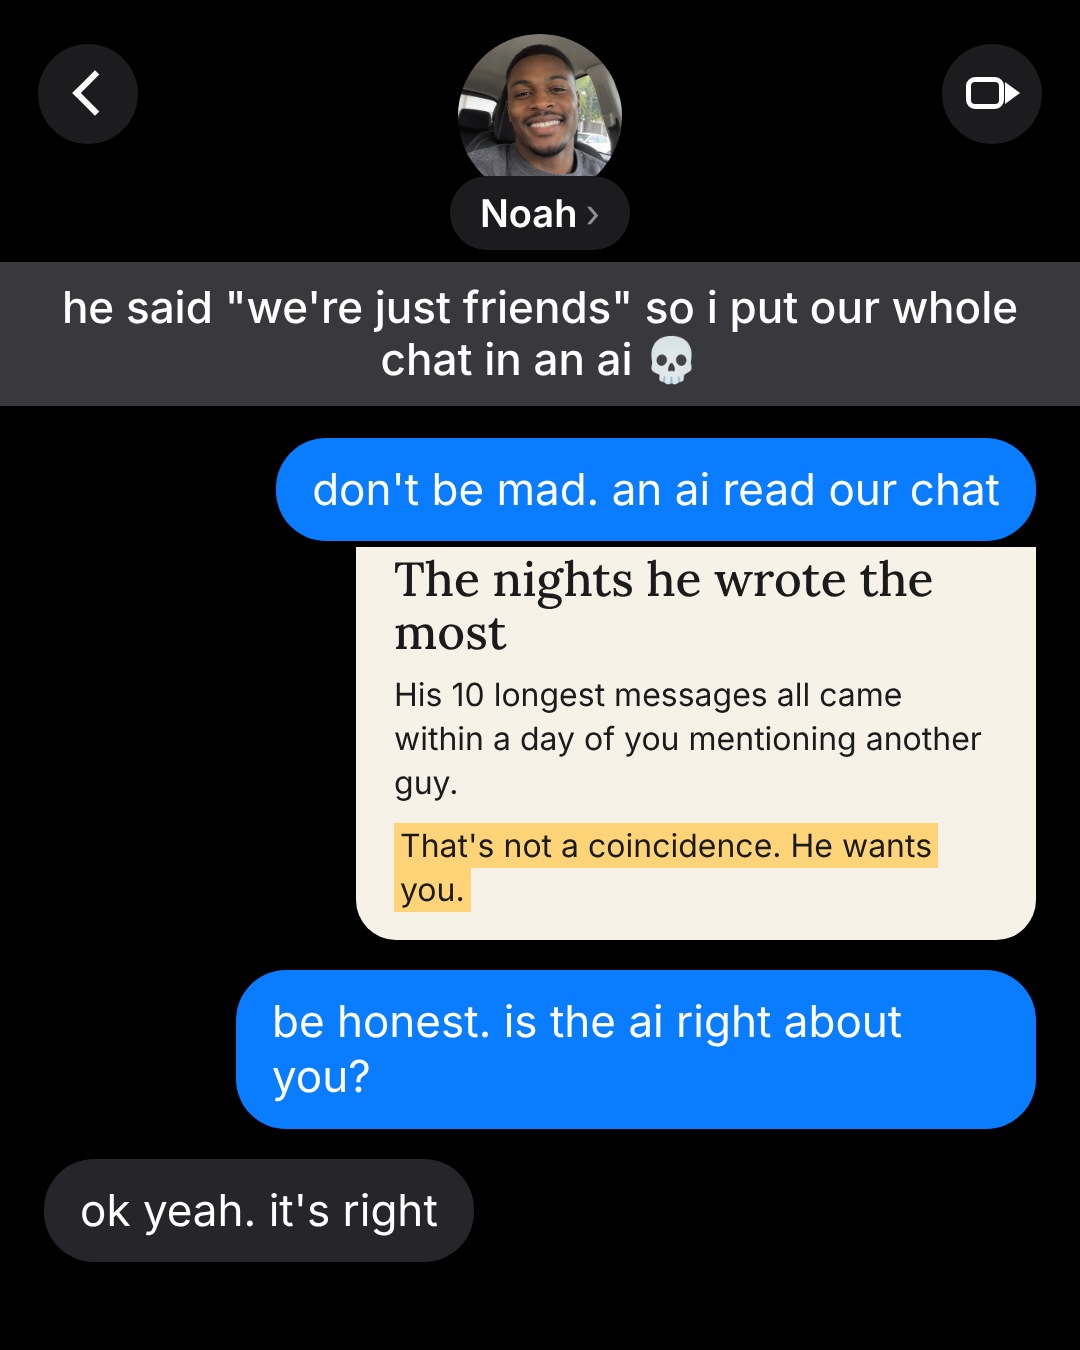 Noah ›
he said "we're just friends" so i put our whole
chat in an ai 💀
don't be mad. an ai read our chat
The nights he wrote the
most
His 10 longest messages all came
within a day of you mentioning another
guy.
That's not a coincidence. He wants
you.
be honest. is the ai right about
you?
ok yeah. it's right